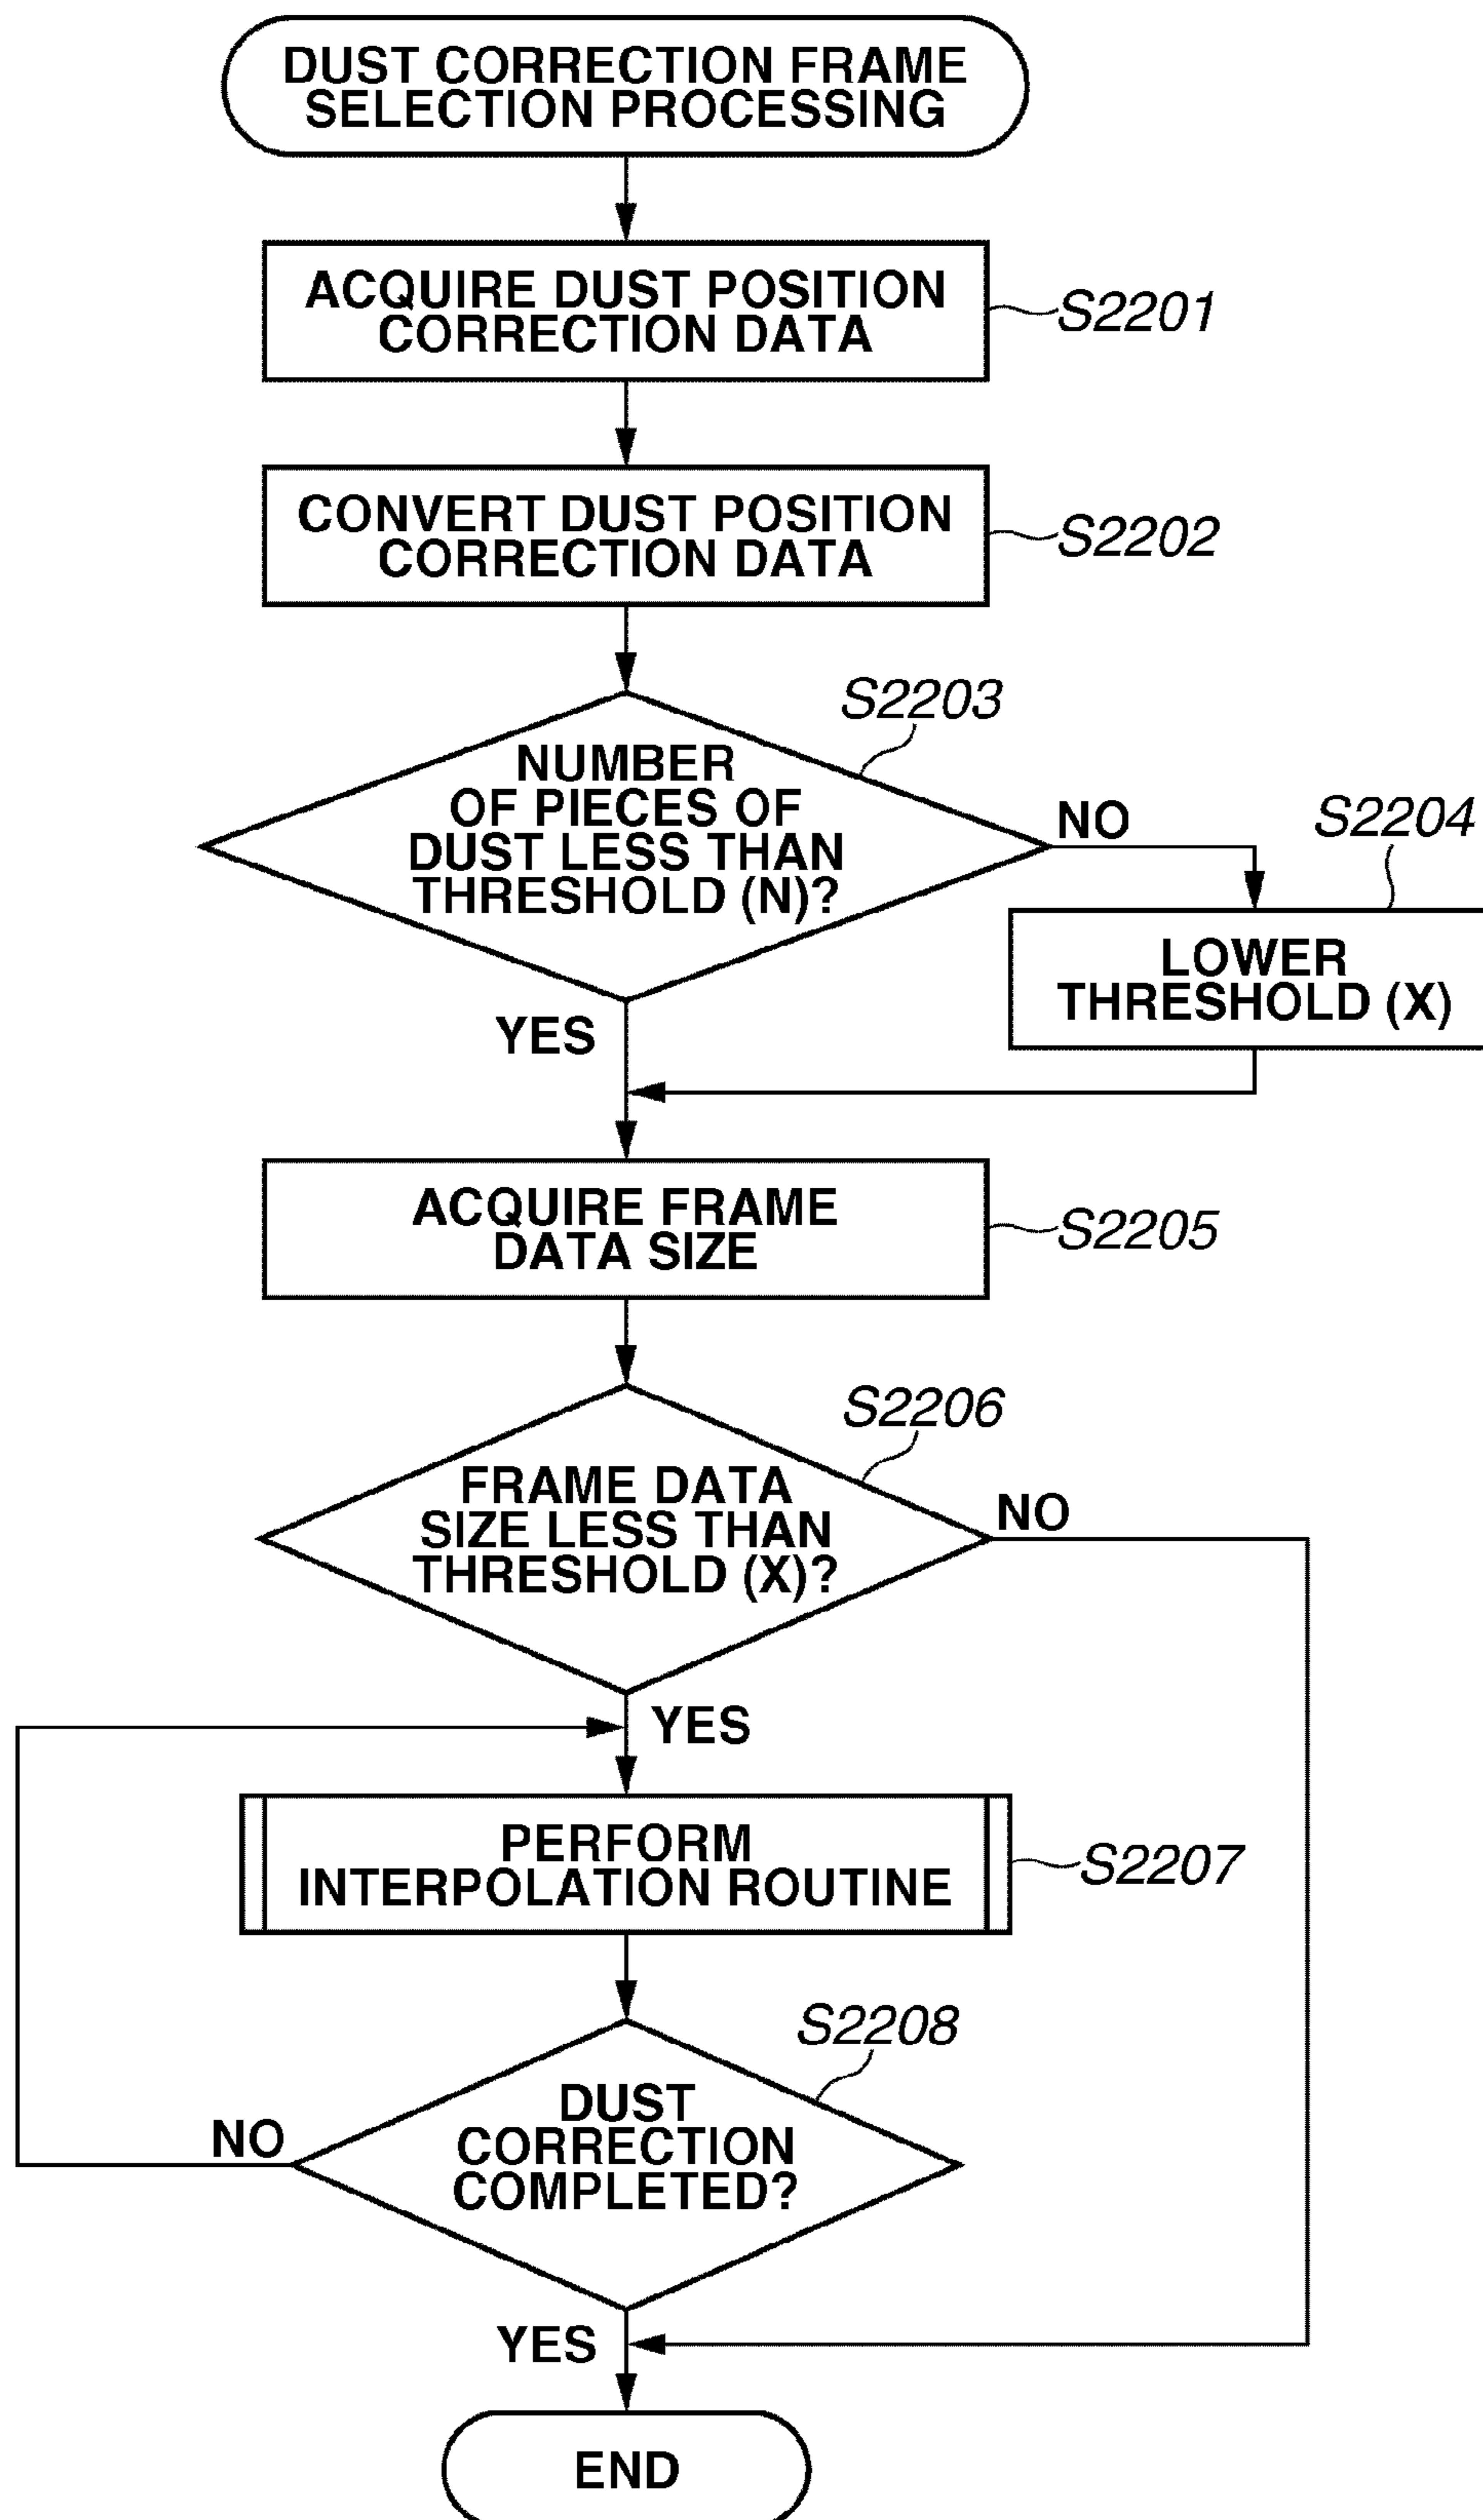 DUST CORRECTION FRAME
SELECTION PROCESSING
ACQUIRE DUST POSITION
CORRECTION DATA
S2201
CONVERT DUST POSITION
CORRECTION DATA
S2202
S2203
NUMBER
OF PIECES OF
DUST LESS THAN
THRESHOLD (N)?
NO
S2204
LOWER
THRESHOLD (X)
YES
ACQUIRE FRAME
DATA SIZE
S2205
S2206
FRAME DATA
SIZE LESS THAN
THRESHOLD (X)?
NO
YES
PERFORM
INTERPOLATION ROUTINE
S2207
S2208
DUST
CORRECTION
COMPLETED?
NO
YES
END